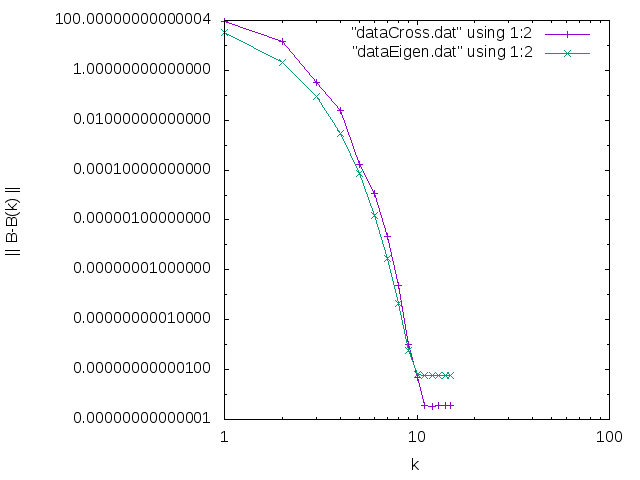 || B-B(k) ||
100.00000000000004
1.00000000000000
0.01000000000000
0.00010000000000
0.00000100000000
0.00000001000000
0.00000000010000
0.00000000000100
0.00000000000001
"dataCross.dat" using 1:2
"dataEigen.dat" using 1:2
1 10 100
k